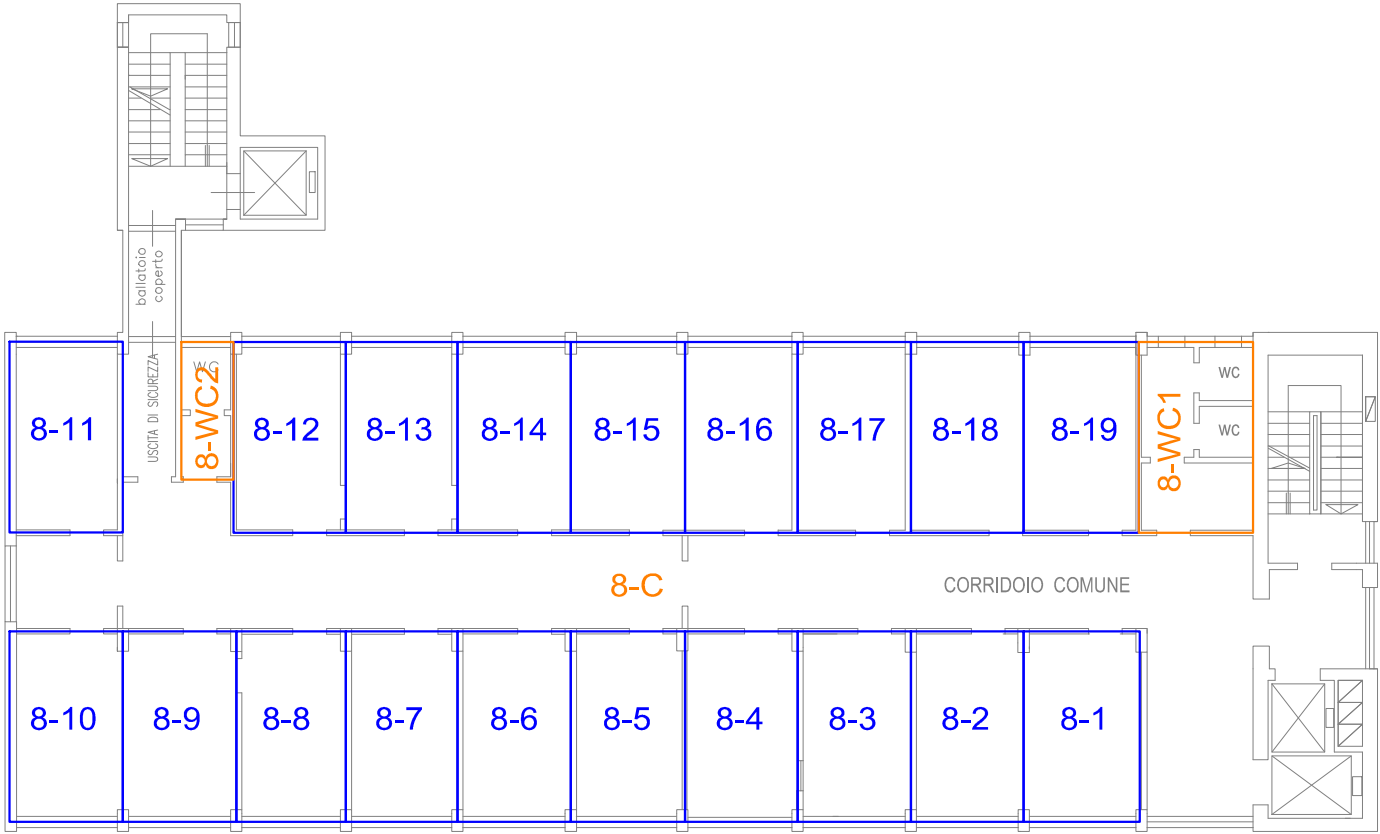 ballatoio
coperto
USCITA DI SICUREZZA
WC
8-WC2
8-11
8-12
8-13
8-14
8-15
8-16
8-17
8-18
8-19
8-WC1
WC
WC
8-C
CORRIDOIO COMUNE
8-10
8-9
8-8
8-7
8-6
8-5
8-4
8-3
8-2
8-1